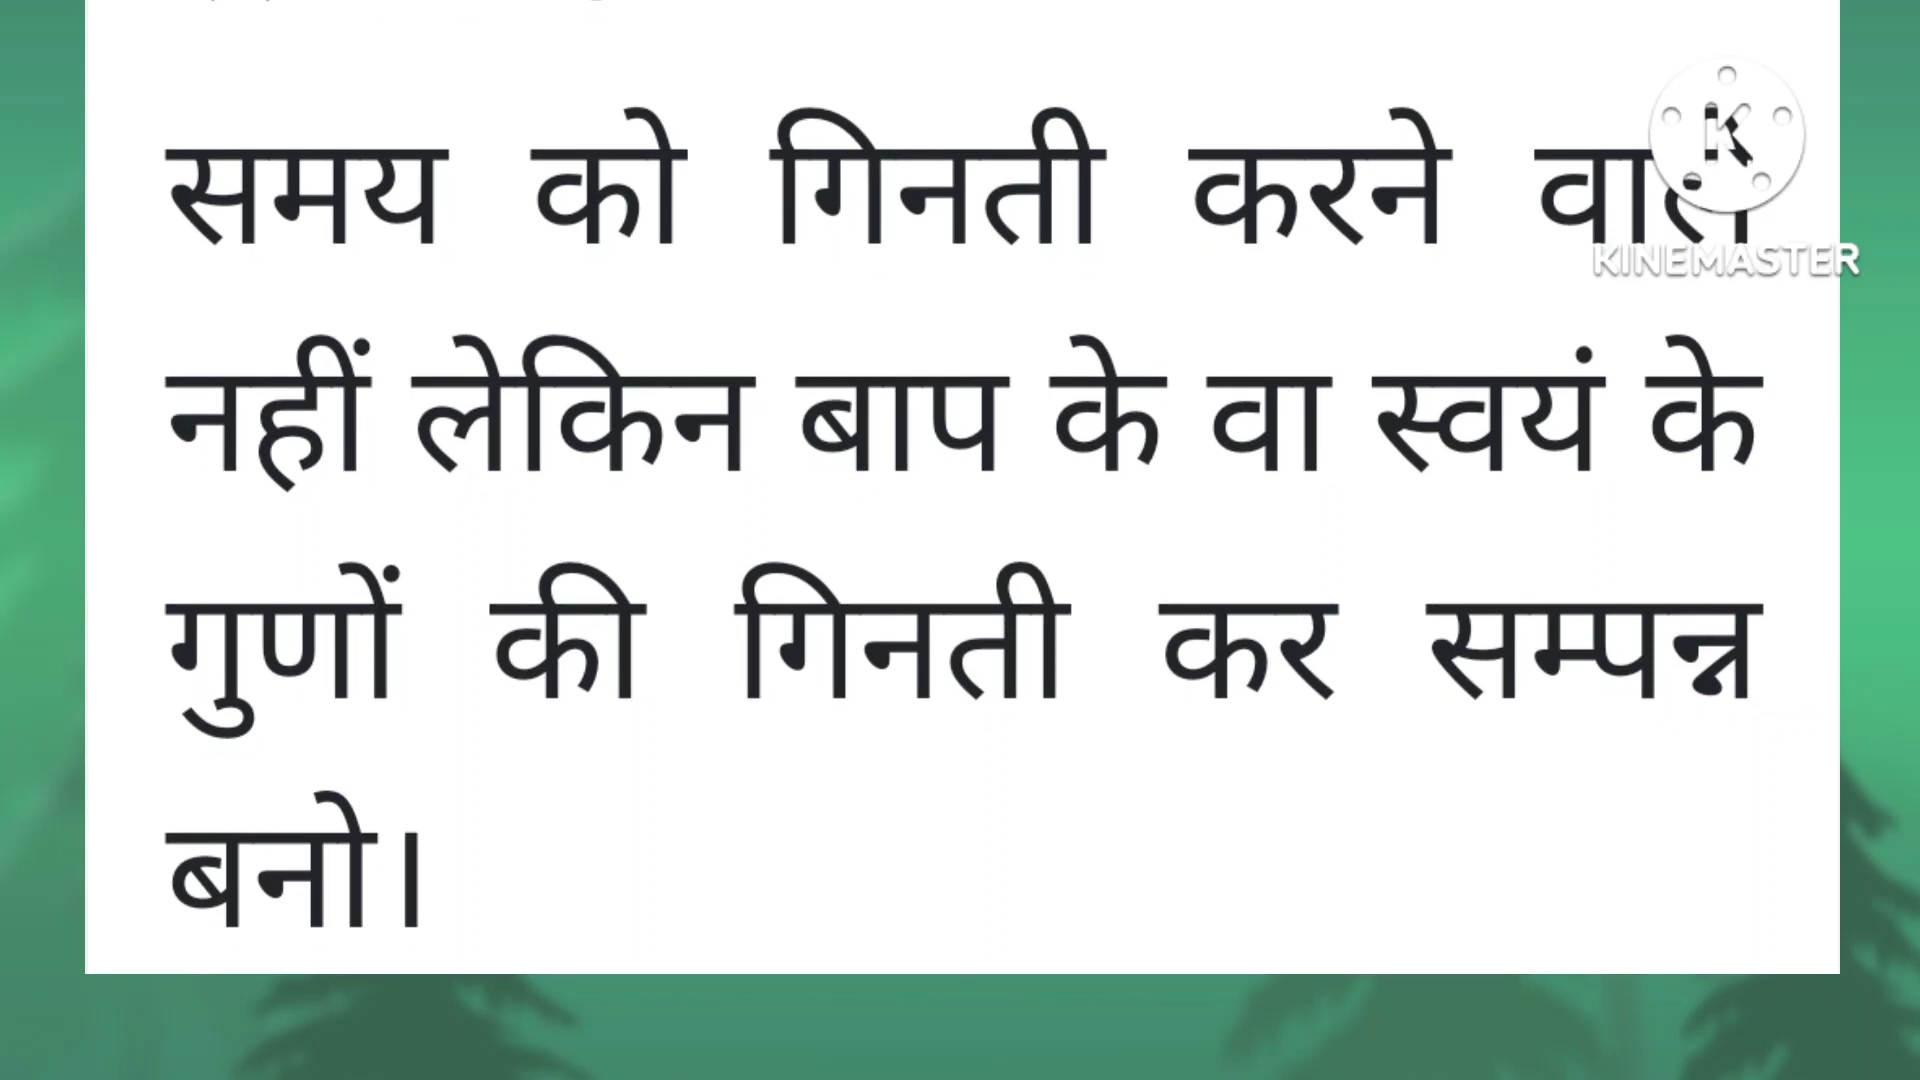 समय को गिनती करने
KINEMASTER
नहीं लेकिन बाप के वा स्वयं के
गुणों की गिनती कर सम्पन्न
बनो।